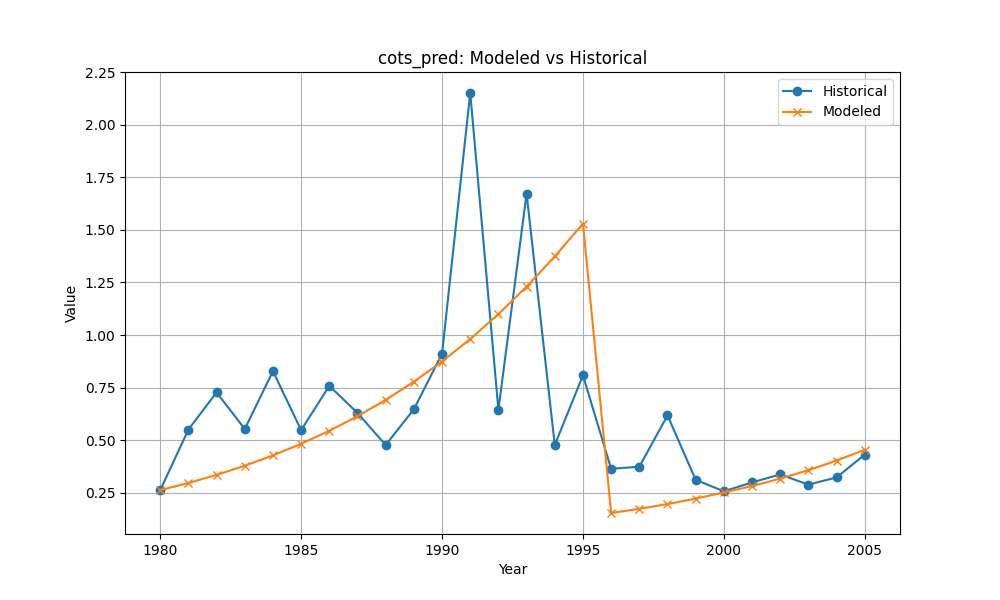 cots_pred: Modeled vs Historical
Historical
Modeled
Value
2.25
2.00
1.75
1.50
1.25
1.00
0.75
0.50
0.25
1980 1985 1990 1995 2000 2005
Year